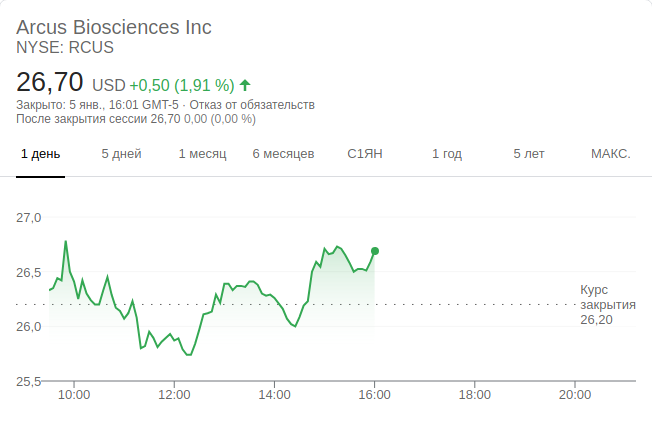 Arcus Biosciences Inc
NYSE: RCUS
26,70 USD +0,50 (1,91 %)
Закрыто: 5 янв., 16:01 GMT-5 · Отказ от обязательств
После закрытия сессии 26,70 0,00 (0,00 %)
1 день 5 дней 1 месяц 6 месяцев С1ЯН 1 год 5 лет МАКС.
27,0
26,5
26,0
25,5
Курс
закрытия
26,20
10:00 12:00 14:00 16:00 18:00 20:00